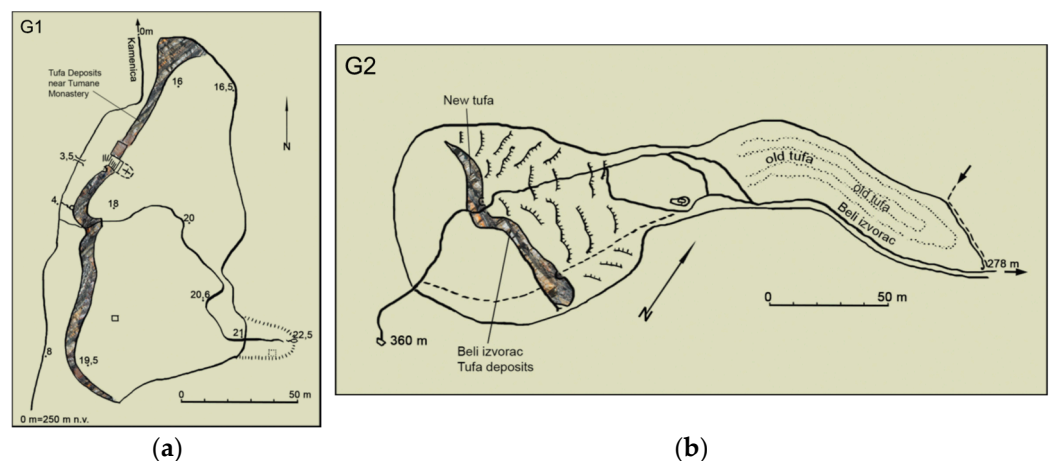 G1
0m
Kamenica
Tufa Deposits
near Tumane
Monastery
16
16,5
N
3,5
4
18
20
20,6
21
22,5
8
19,5
0 50 m
0 m=250 m n.v.
(a)
G2
New tufa
old tufa
old tufa
Beli izvorac
278 m
N
0 50 m
360 m
Beli izvorac
Tufa deposits
(b)